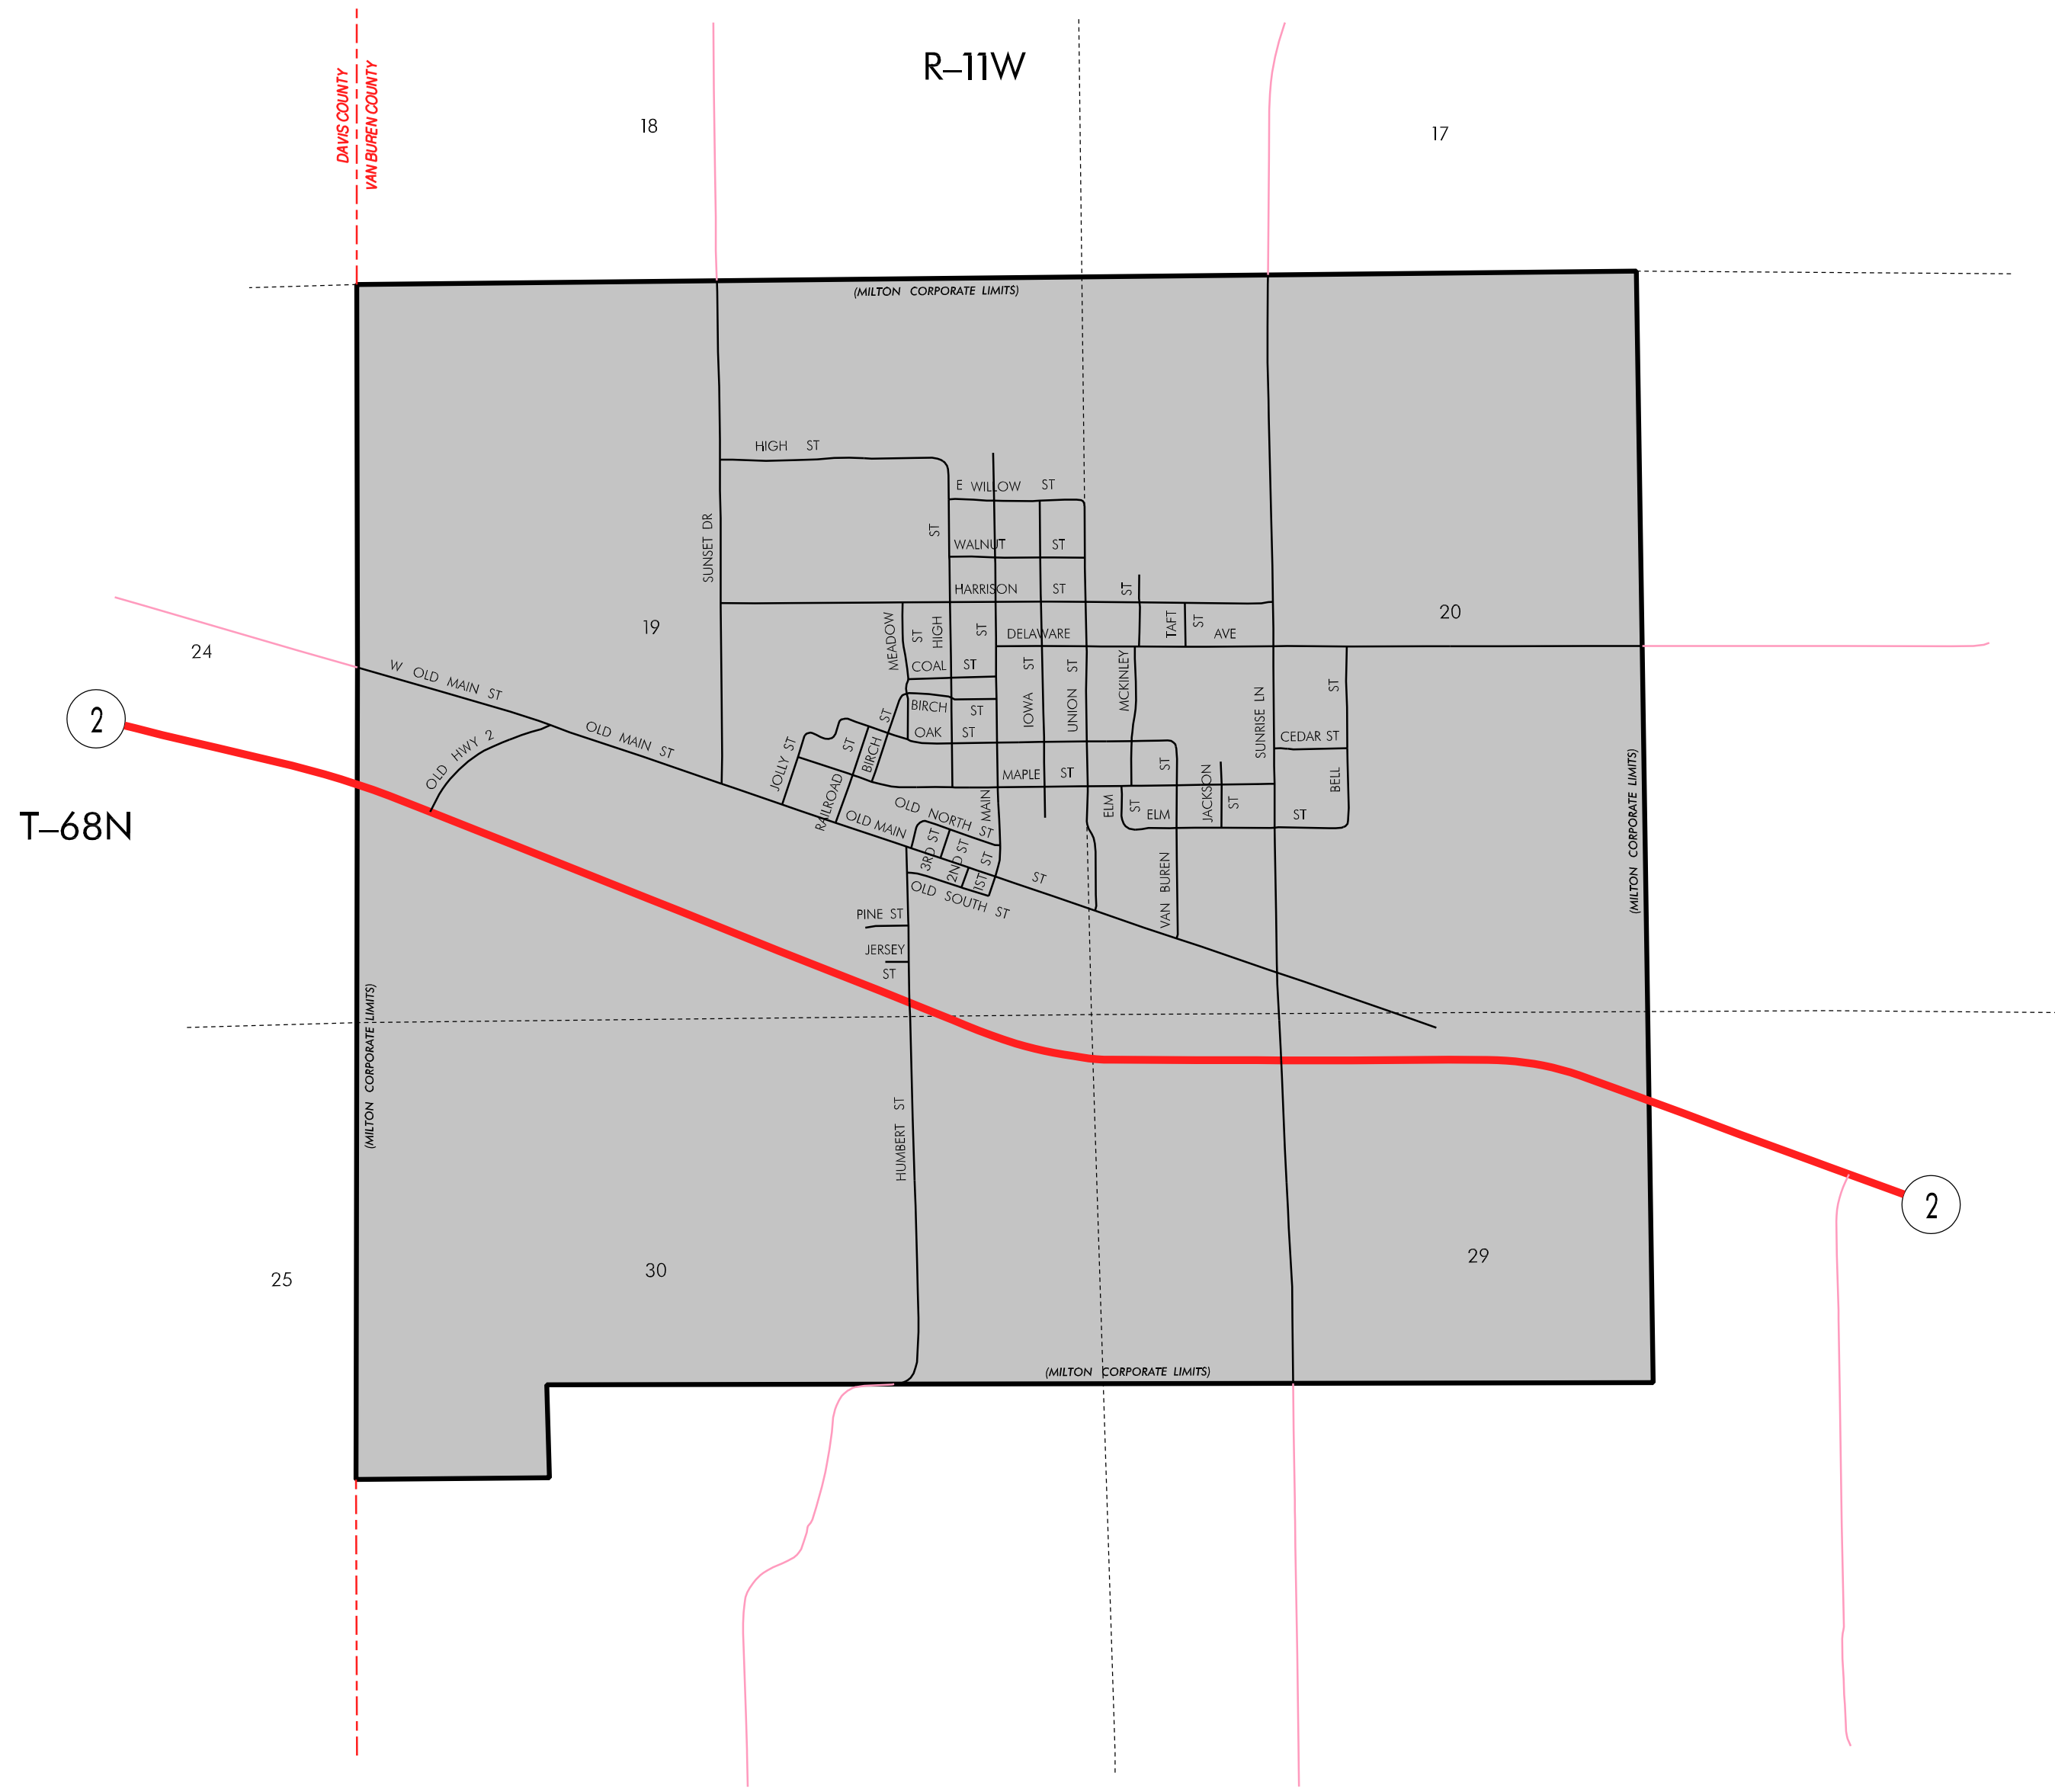 R–11W
DAVIS COUNTY
VAN BUREN COUNTY
18
17
(MILTON CORPORATE LIMITS)
HIGH ST
E WILLOW ST
SUNSET DR
ST
WALNUT ST
HARRISON ST
ST
19
20
24
MEADOW ST
HIGH
ST
DELAWARE AVE
TAFT ST
COAL ST
W OLD MAIN ST
IOWA ST
UNION ST
MCKINLEY
SUNRISE LN
ST
BIRCH ST
OAK ST
2
OLD HWY 2
OLD MAIN ST
JOLLY ST
RAILROAD ST
BIRCH ST
CEDAR ST
MAPLE ST
ST
BELL
(MILTON CORPORATE LIMITS)
T–68N
OLD MAIN ST
OLD NORTH ST
MAIN
ELM ST
ELM ST
JACKSON ST
3RD ST
2ND ST
1ST ST
OLD SOUTH ST
VAN BUREN
PINE ST
JERSEY
ST
(MILTON CORPORATE LIMITS)
HUMBERT ST
2
25
30
29
(MILTON CORPORATE LIMITS)